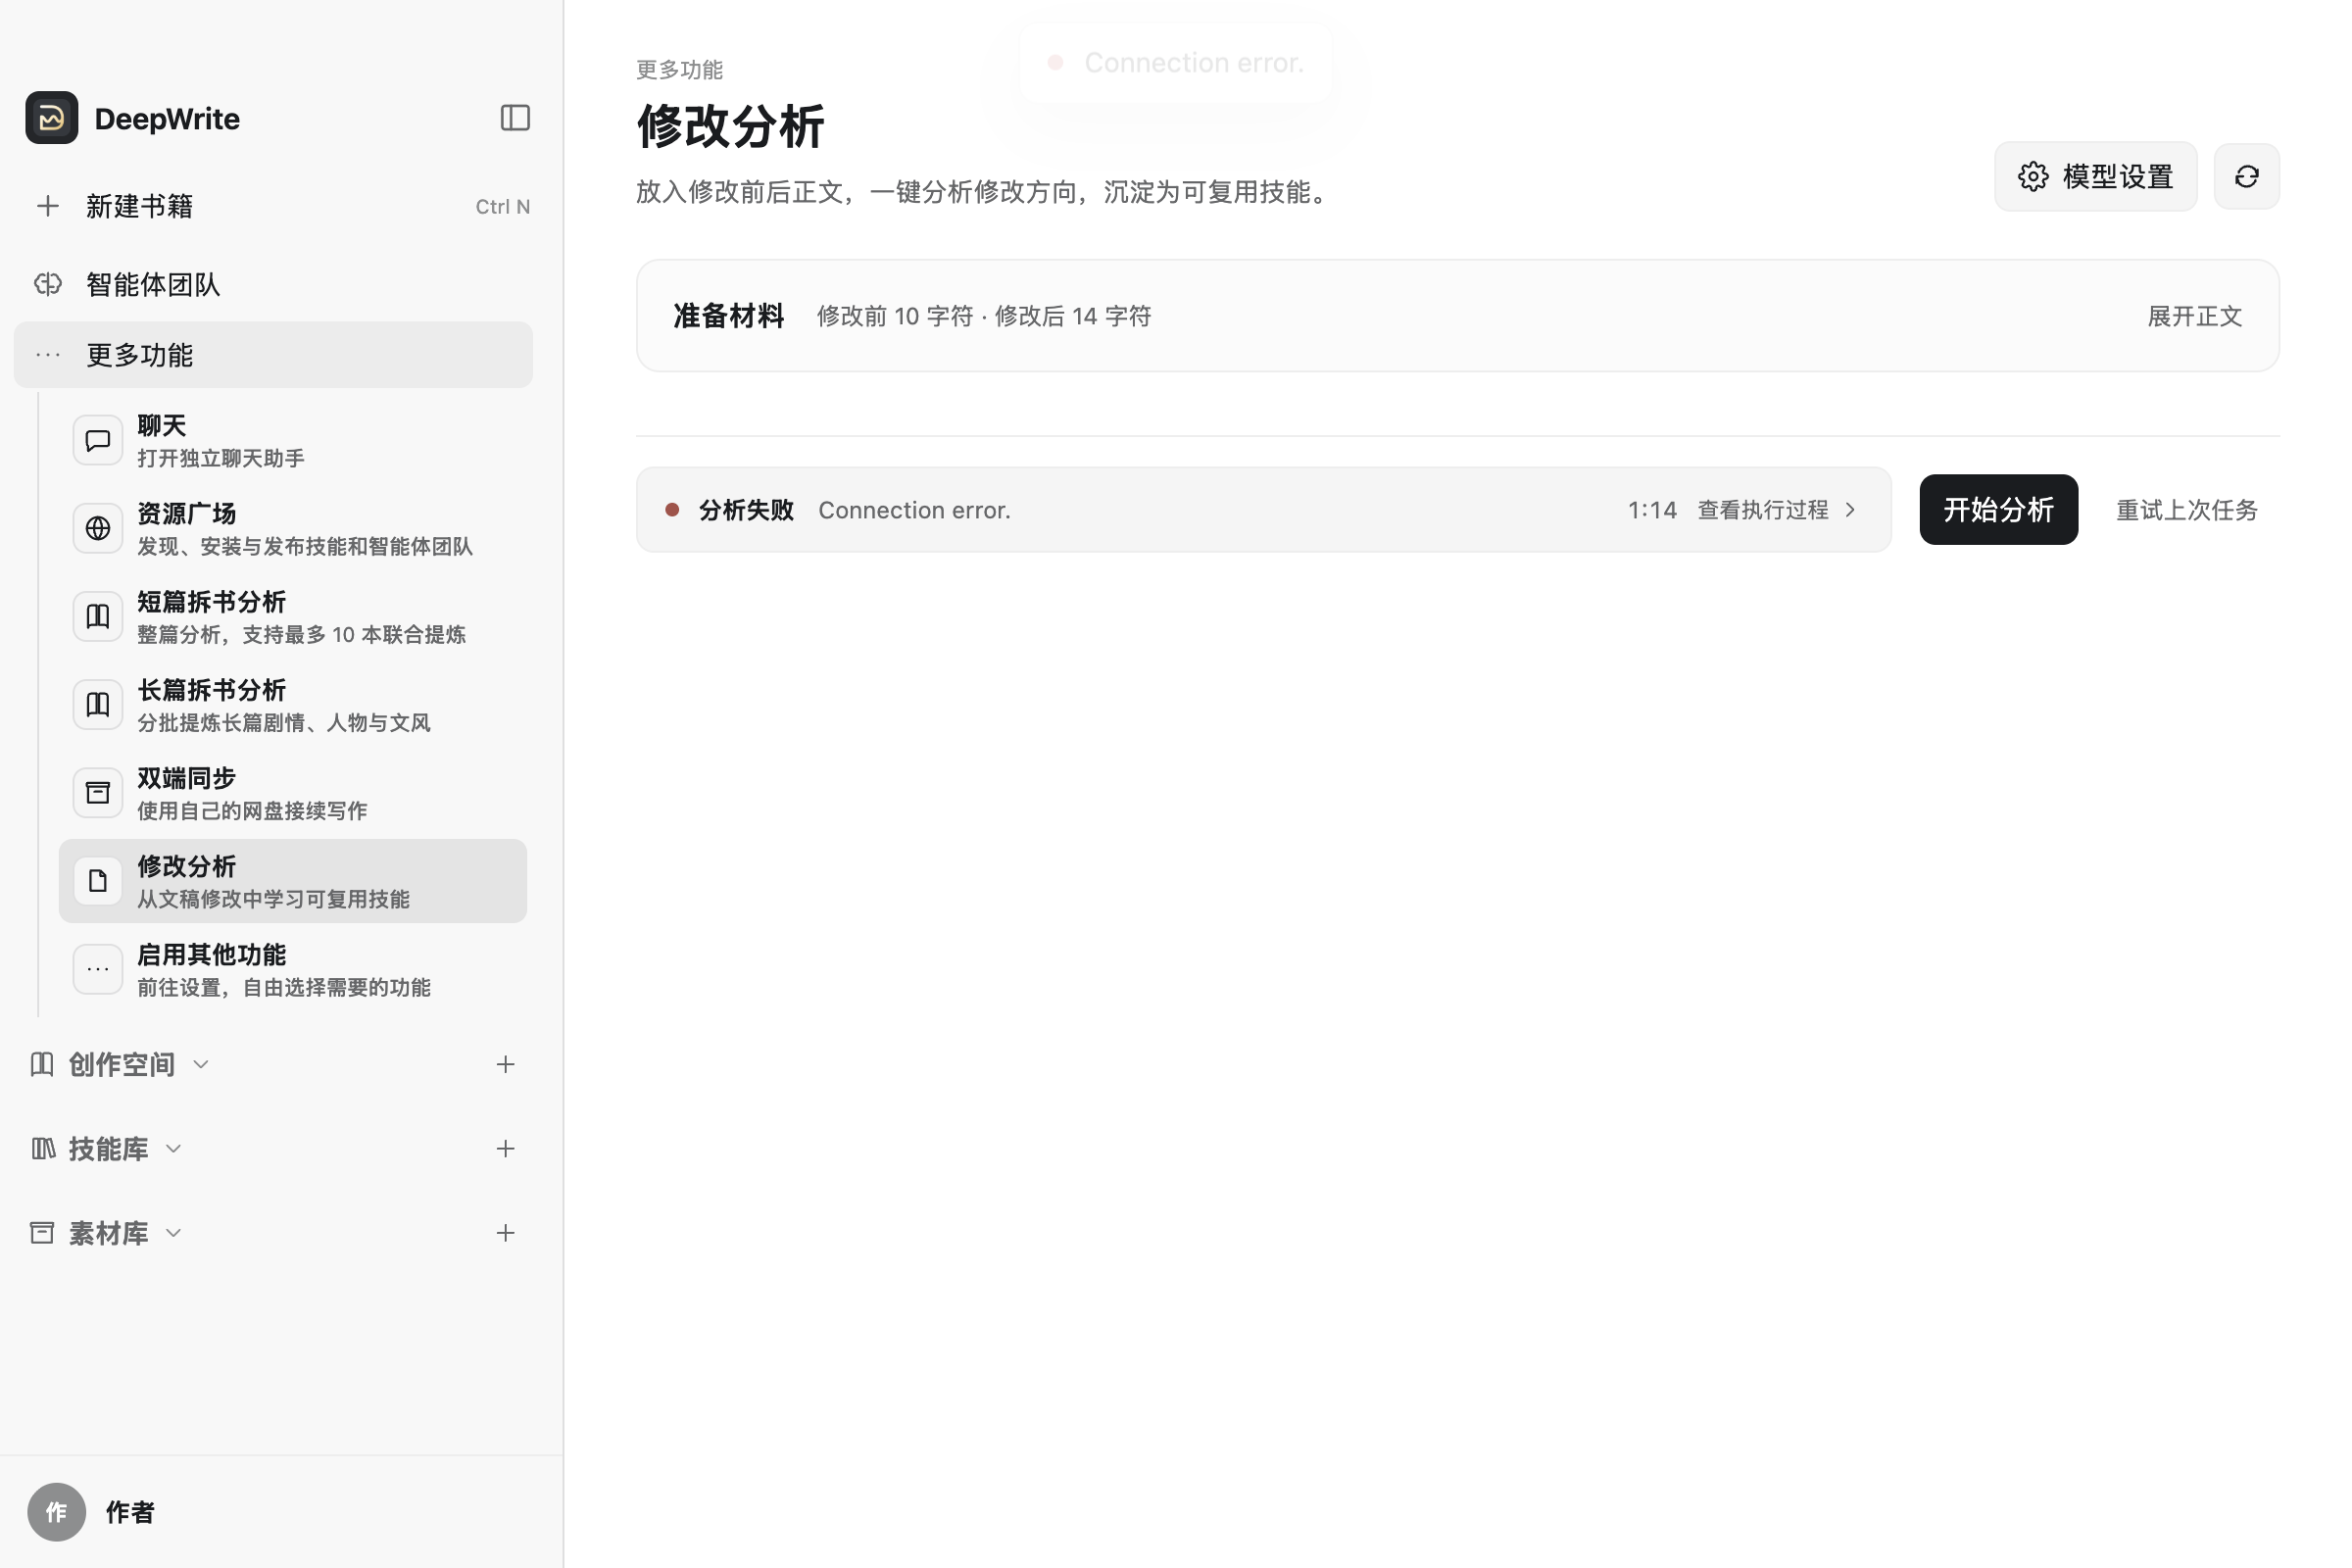 DeepWrite
新建书籍 Ctrl N
智能体团队
更多功能
聊天
打开独立聊天助手
资源广场
发现、安装与发布技能和智能体团队
短篇拆书分析
整篇分析，支持最多 10 本联合提炼
长篇拆书分析
分批提炼长篇剧情、人物与文风
双端同步
使用自己的网盘接续写作
修改分析
从文稿修改中学习可复用技能
启用其他功能
前往设置，自由选择需要的功能
创作空间
技能库
素材库
作 作者
Connection error.
更多功能
修改分析
放入修改前后正文，一键分析修改方向，沉淀为可复用技能。
模型设置
准备材料 修改前 10 字符 · 修改后 14 字符 展开正文
分析失败 Connection error. 1:14 查看执行过程 开始分析 重试上次任务